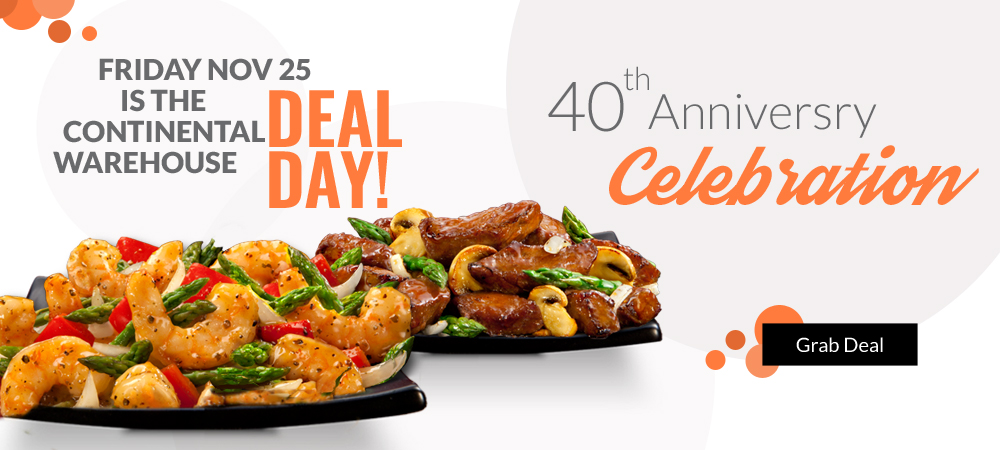 FRIDAY NOV 25
IS THE
CONTINENTAL
WAREHOUSE
DEAL
DAY!
40th Anniversry
Celebration
Grab Deal